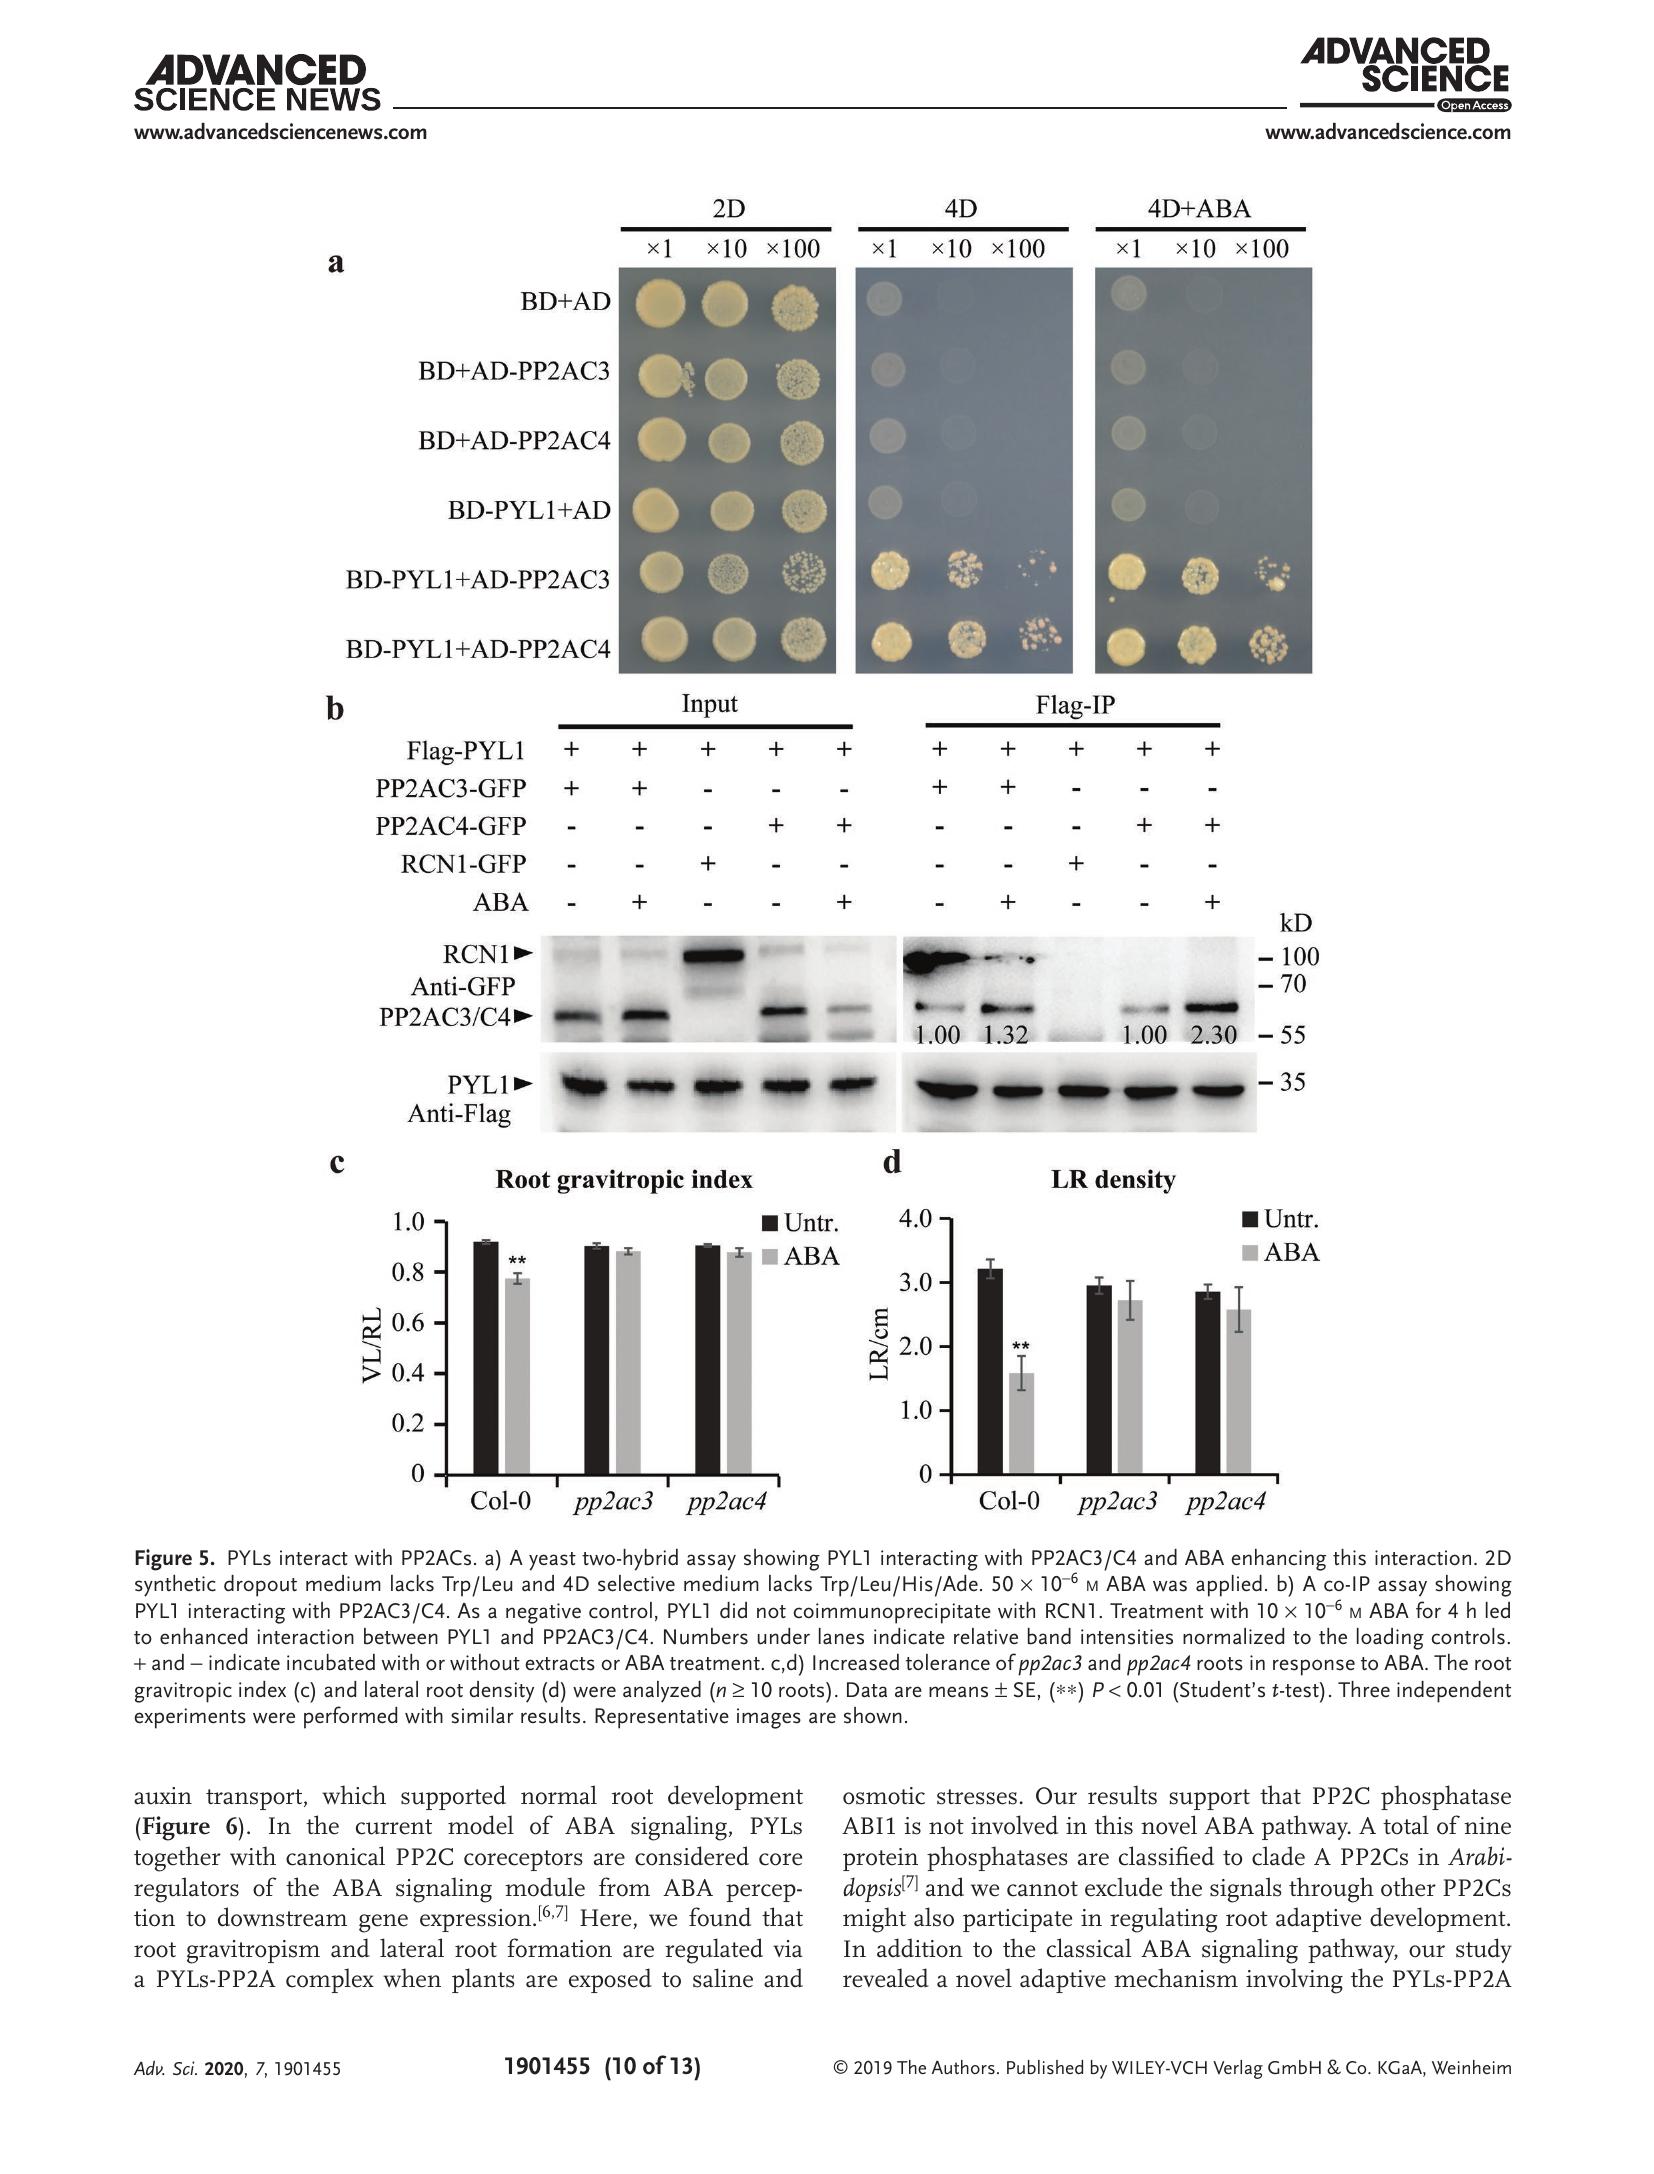 ADVANCED
SCIENCE NEWS
www.advancedsciencenews.com
ADVANCED
SCIENCE
Open Access
www.advancedscience.com
2D 4D 4D+ABA
×1 ×10 ×100 ×1 ×10 ×100 ×1 ×10 ×100
a
BD+AD
BD+AD-PP2AC3
BD+AD-PP2AC4
BD-PYL1+AD
BD-PYL1+AD-PP2AC3
BD-PYL1+AD-PP2AC4
b
Input Flag-IP
Flag-PYL1 + + + + + + + + + +
PP2AC3-GFP + + - - - + + - - -
PP2AC4-GFP - - - + + - - - + +
RCN1-GFP - - + - - - - + - -
ABA - + - - + - + - - +
kD
RCN1 100
Anti-GFP 70
PP2AC3/C4
1.00 1.32 1.00 2.30 55
PYL1 35
Anti-Flag
c
Root gravitropic index
Untr.
ABA
VL/RL
1.0
0.8
0.6
0.4
0.2
0
**
Col-0 pp2ac3 pp2ac4
d
LR density
Untr.
ABA
LR/cm
4.0
3.0
2.0
1.0
0
**
Col-0 pp2ac3 pp2ac4
Figure 5. PYLs interact with PP2ACs. a) A yeast two-hybrid assay showing PYL1 interacting with PP2AC3/C4 and ABA enhancing this interaction. 2D
synthetic dropout medium lacks Trp/Leu and 4D selective medium lacks Trp/Leu/His/Ade. 50 × 10⁻⁶ M ABA was applied. b) A co-IP assay showing
PYL1 interacting with PP2AC3/C4. As a negative control, PYL1 did not coimmunoprecipitate with RCN1. Treatment with 10 × 10⁻⁶ M ABA for 4 h led
to enhanced interaction between PYL1 and PP2AC3/C4. Numbers under lanes indicate relative band intensities normalized to the loading controls.
+ and − indicate incubated with or without extracts or ABA treatment. c,d) Increased tolerance of pp2ac3 and pp2ac4 roots in response to ABA. The root
gravitropic index (c) and lateral root density (d) were analyzed (n ≥ 10 roots). Data are means ± SE, (**) P < 0.01 (Student's t-test). Three independent
experiments were performed with similar results. Representative images are shown.
auxin transport, which supported normal root development
(Figure 6). In the current model of ABA signaling, PYLs
together with canonical PP2C coreceptors are considered core
regulators of the ABA signaling module from ABA percep-
tion to downstream gene expression.[6,7] Here, we found that
root gravitropism and lateral root formation are regulated via
a PYLs-PP2A complex when plants are exposed to saline and
osmotic stresses. Our results support that PP2C phosphatase
ABI1 is not involved in this novel ABA pathway. A total of nine
protein phosphatases are classified to clade A PP2Cs in Arabi-
dopsis[7] and we cannot exclude the signals through other PP2Cs
might also participate in regulating root adaptive development.
In addition to the classical ABA signaling pathway, our study
revealed a novel adaptive mechanism involving the PYLs-PP2A
Adv. Sci. 2020, 7, 1901455
1901455 (10 of 13)
© 2019 The Authors. Published by WILEY-VCH Verlag GmbH & Co. KGaA, Weinheim